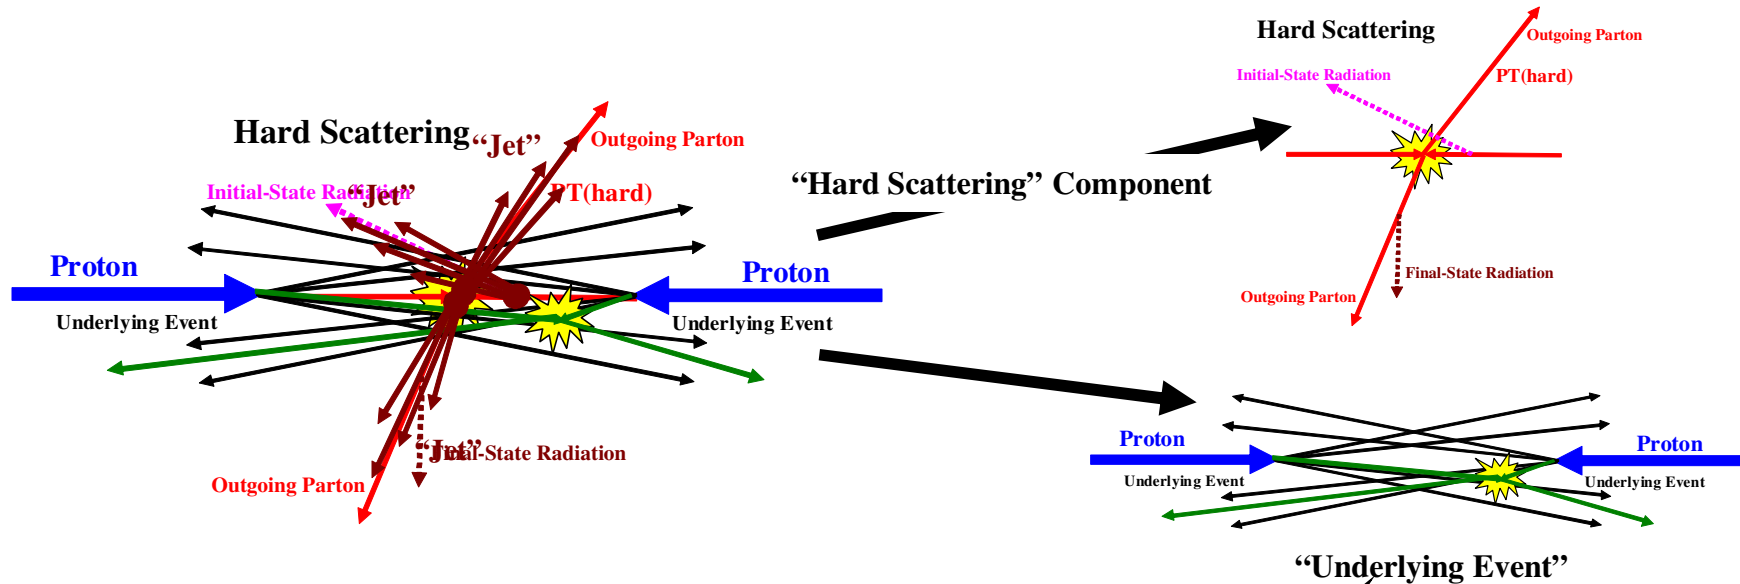 Hard Scattering
"Jet"
Outgoing Parton
Initial-State Radiation
"Jet"
PT(hard)
Proton
Proton
Underlying Event
Underlying Event
"Jet"
Final-State Radiation
Outgoing Parton
"Hard Scattering" Component
Hard Scattering
Outgoing Parton
Initial-State Radiation
PT(hard)
Final-State Radiation
Outgoing Parton
Proton
Proton
Underlying Event
Underlying Event
"Underlying Event"